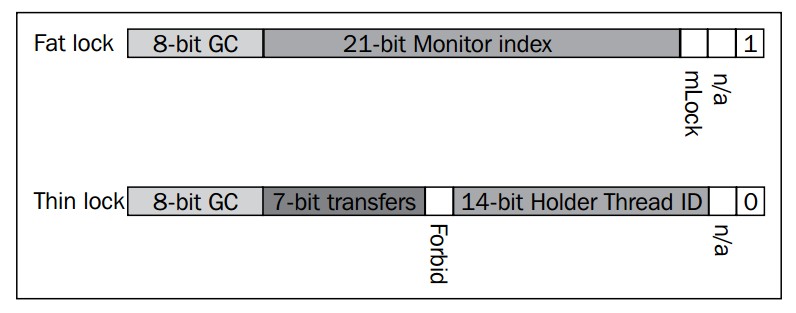 Fat lock 8-bit GC 21-bit Monitor index 1
mLock n/a
Thin lock 8-bit GC 7-bit transfers 14-bit Holder Thread ID 0
Forbid n/a